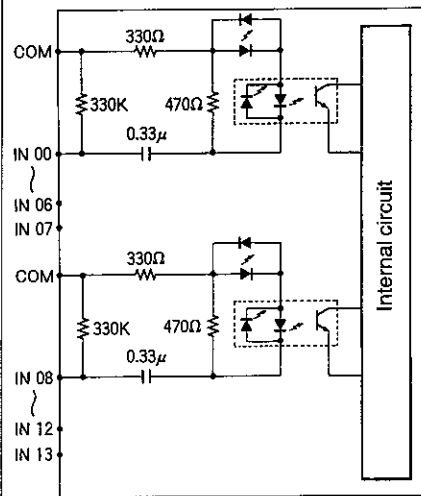 330Ω
COM
330K
470Ω
0.33μ
IN 00
IN 06
IN 07
330Ω
COM
330K
470Ω
0.33μ
IN 08
IN 12
IN 13
Internal circuit